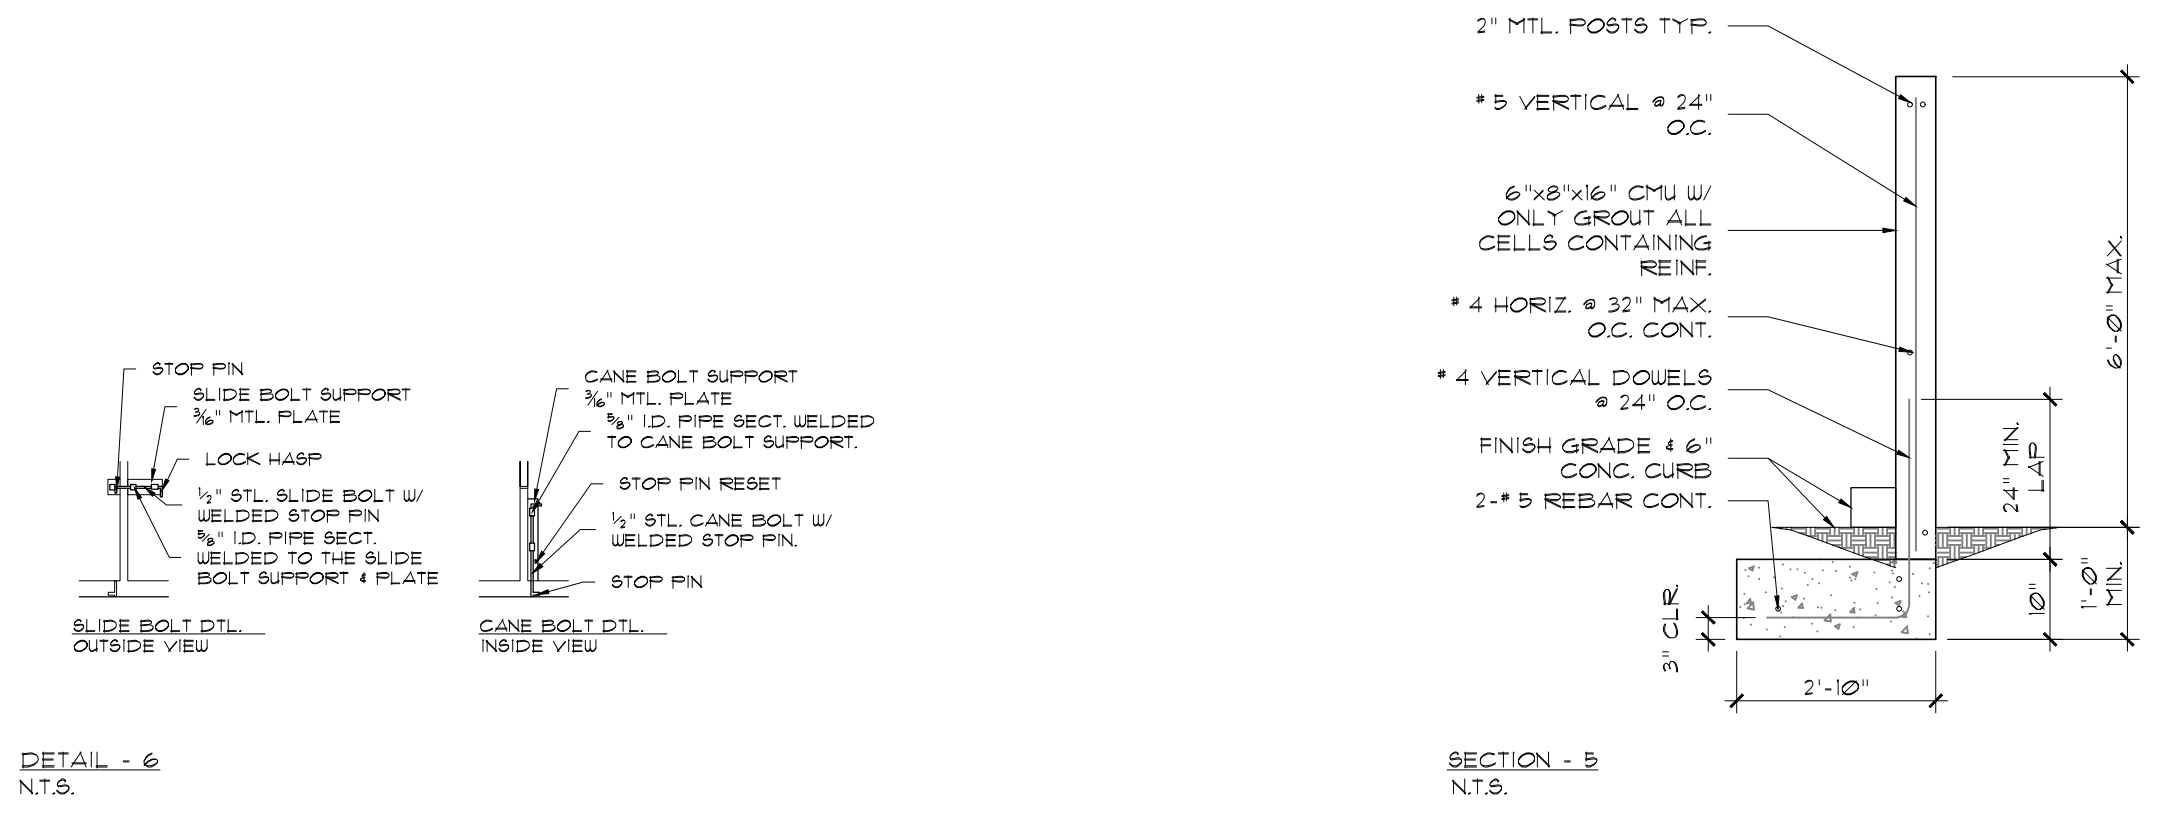 STOP PIN
SLIDE BOLT SUPPORT
3/16" MTL. PLATE
LOCK HASP
1/2" STL. SLIDE BOLT W/
WELDED STOP PIN
5/8" I.D. PIPE SECT.
WELDED TO THE SLIDE
BOLT SUPPORT & PLATE
SLIDE BOLT DTL.
OUTSIDE VIEW
CANE BOLT SUPPORT
3/16" MTL. PLATE
5/8" I.D. PIPE SECT. WELDED
TO CANE BOLT SUPPORT.
STOP PIN RESET
1/2" STL. CANE BOLT W/
WELDED STOP PIN.
STOP PIN
CANE BOLT DTL.
INSIDE VIEW
DETAIL - 6
N.T.S.
2" MTL. POSTS TYP.
#5 VERTICAL @ 24"
O.C.
6"x8"x16" CMU W/
ONLY GROUT ALL
CELLS CONTAINING
REINF.
#4 HORIZ. @ 32" MAX.
O.C. CONT.
#4 VERTICAL DOWELS
@ 24" O.C.
FINISH GRADE & 6"
CONC. CURB
2-#5 REBAR CONT.
3" CLR.
2'-10"
10"
24" MIN.
LAP
1'-0"
MIN.
6'-0" MAX.
SECTION - 5
N.T.S.